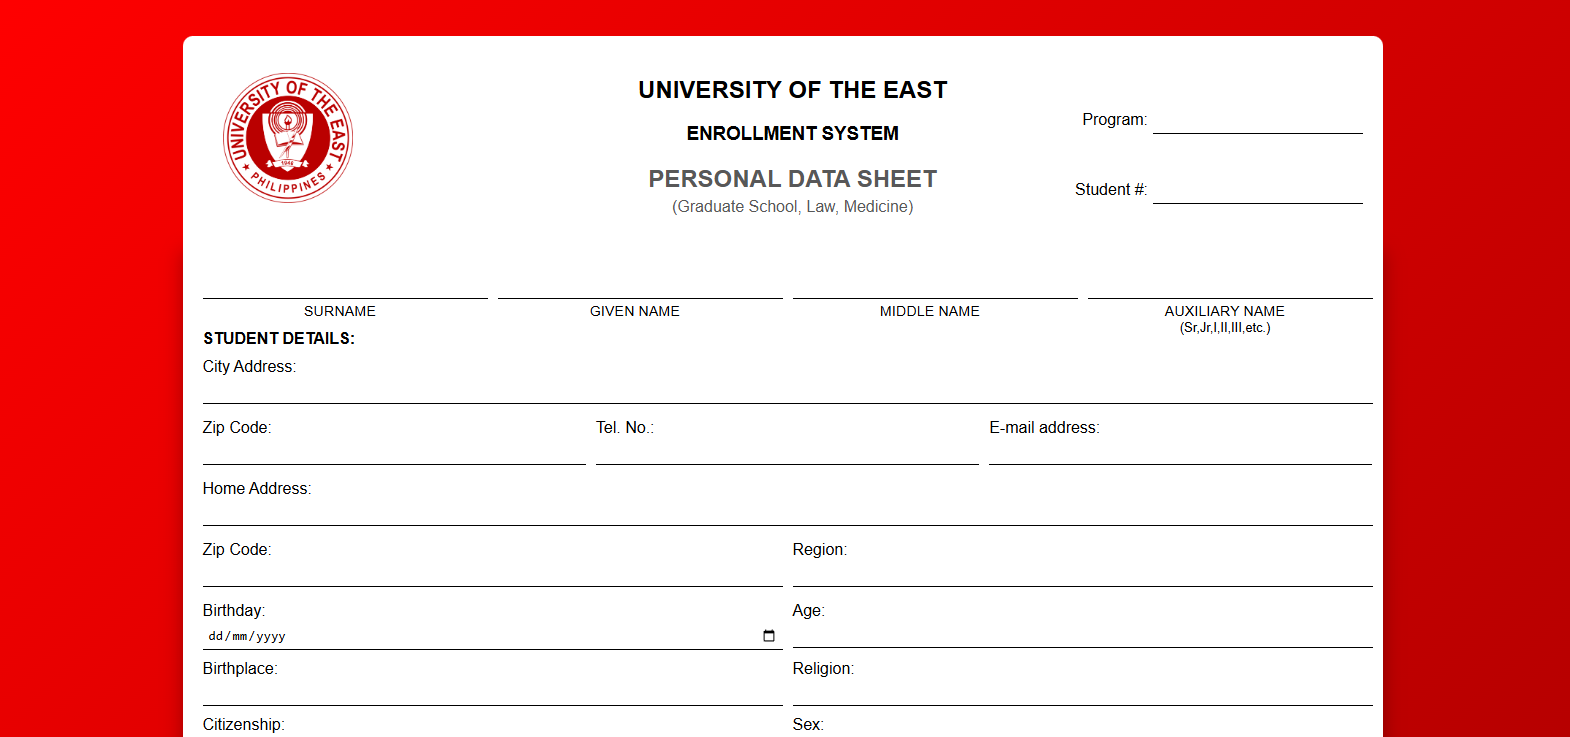 UNIVERSITY OF THE EAST
PHILIPPINES
1946
UNIVERSITY OF THE EAST
ENROLLMENT SYSTEM
PERSONAL DATA SHEET
(Graduate School, Law, Medicine)
Program:
Student #:
SURNAME GIVEN NAME MIDDLE NAME AUXILIARY NAME
(Sr,Jr,I,II,III,etc.)
STUDENT DETAILS:
City Address:
Zip Code: Tel. No.: E-mail address:
Home Address:
Zip Code: Region:
Birthday: Age:
dd/mm/yyyy
Birthplace: Religion:
Citizenship: Sex: